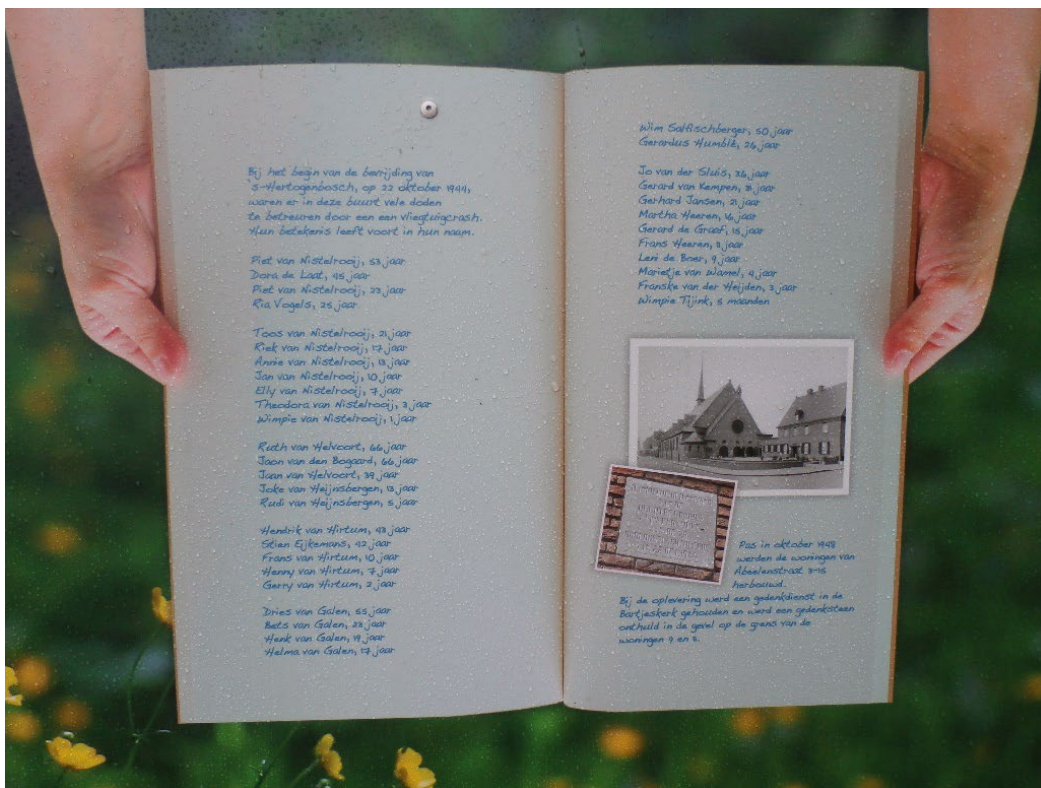 Bij het begin van de bevrijding van
's-Hertogenbosch, op 22 oktober 1944,
waren er in deze buurt vele doden
te betreuren door een een vliegtuigcrash.
Hun betekenis leeft voort in hun naam.
Piet van Nistelrooij, 53 jaar
Dora de Laat, 45 jaar
Piet van Nistelrooij, 23 jaar
Ria Vogels, 25 jaar
Toos van Nistelrooij, 21 jaar
Riek van Nistelrooij, 17 jaar
Annie van Nistelrooij, 13 jaar
Jan van Nistelrooij, 10 jaar
Elly van Nistelrooij, 7 jaar
Theodora van Nistelrooij, 3 jaar
Wimpie van Nistelrooij, 1 jaar
Ruth van Helvoort, 66 jaar
Jaan van den Bogaard, 66 jaar
Jaan van Helvoort, 39 jaar
Joke van Heijnsbergen, 13 jaar
Rudi van Heijnsbergen, 5 jaar
Hendrik van Hirtum, 43 jaar
Stien Eijkemans, 42 jaar
Frans van Hirtum, 10 jaar
Henny van Hirtum, 7 jaar
Gerry van Hirtum, 2 jaar
Dries van Galen, 55 jaar
Bets van Galen, 23 jaar
Henk van Galen, 19 jaar
Helma van Galen, 17 jaar
Wim Salfischberger, 50 jaar
Gerardus Humblé, 26 jaar
Jo van der Sluis, 36 jaar
Gerard van Kempen, 8 jaar
Gerhard Jansen, 21 jaar
Martha Heeren, 16 jaar
Gerard de Graaf, 15 jaar
Frans Heeren, jaar
Leni de Boer, 9 jaar
Marietje van Wamel, 4 jaar
Franske van der Heijden, 3 jaar
Wimpie Tijink, 5 maanden
Pas in oktober 1948
werden de woningen van
Abeelenstraat 3-15
herbouwd.
Bij de oplevering werd een gedenkdienst in de
Bartjeskerk gehouden en werd een gedenksteen
onthuld in de gevel op de grens van de
woningen 9 en